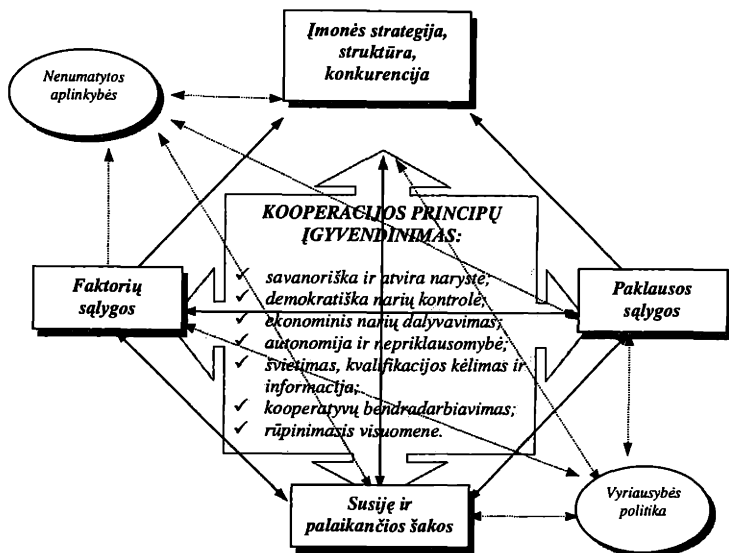 Įmonės strategija,
struktūra,
konkurencija
Nenumatytos
aplinkybės
KOOPERACIJOS PRINCIPŲ
ĮGYVENDINIMAS:
✓ savanoriška ir atvira narystė;
✓ demokratiška narių kontrolė;
✓ ekonominis narių dalyvavimas;
✓ autonomija ir nepriklausomybė;
✓ švietimas, kvalifikacijos kėlimas ir
informacija;
✓ kooperatyvų bendradarbiavimas;
✓ rūpinimasis visuomene.
Faktorių
sąlygos
Paklausos
sąlygos
Susiję ir
palaikančios šakos
Vyriausybės
politika